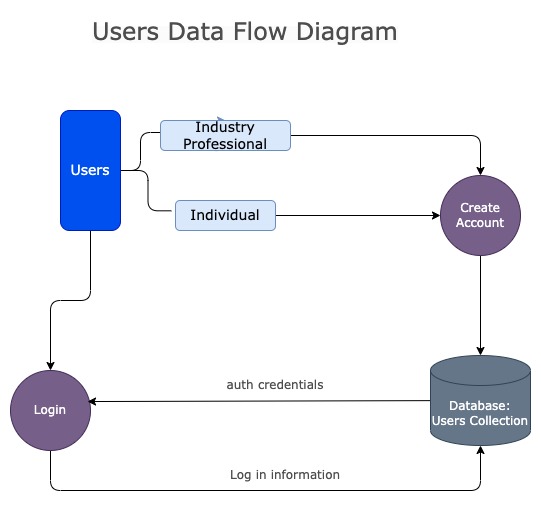 Users Data Flow Diagram
Industry
Professional
Users
Individual
Create
Account
auth credentials
Login
Database:
Users Collection
Log in information